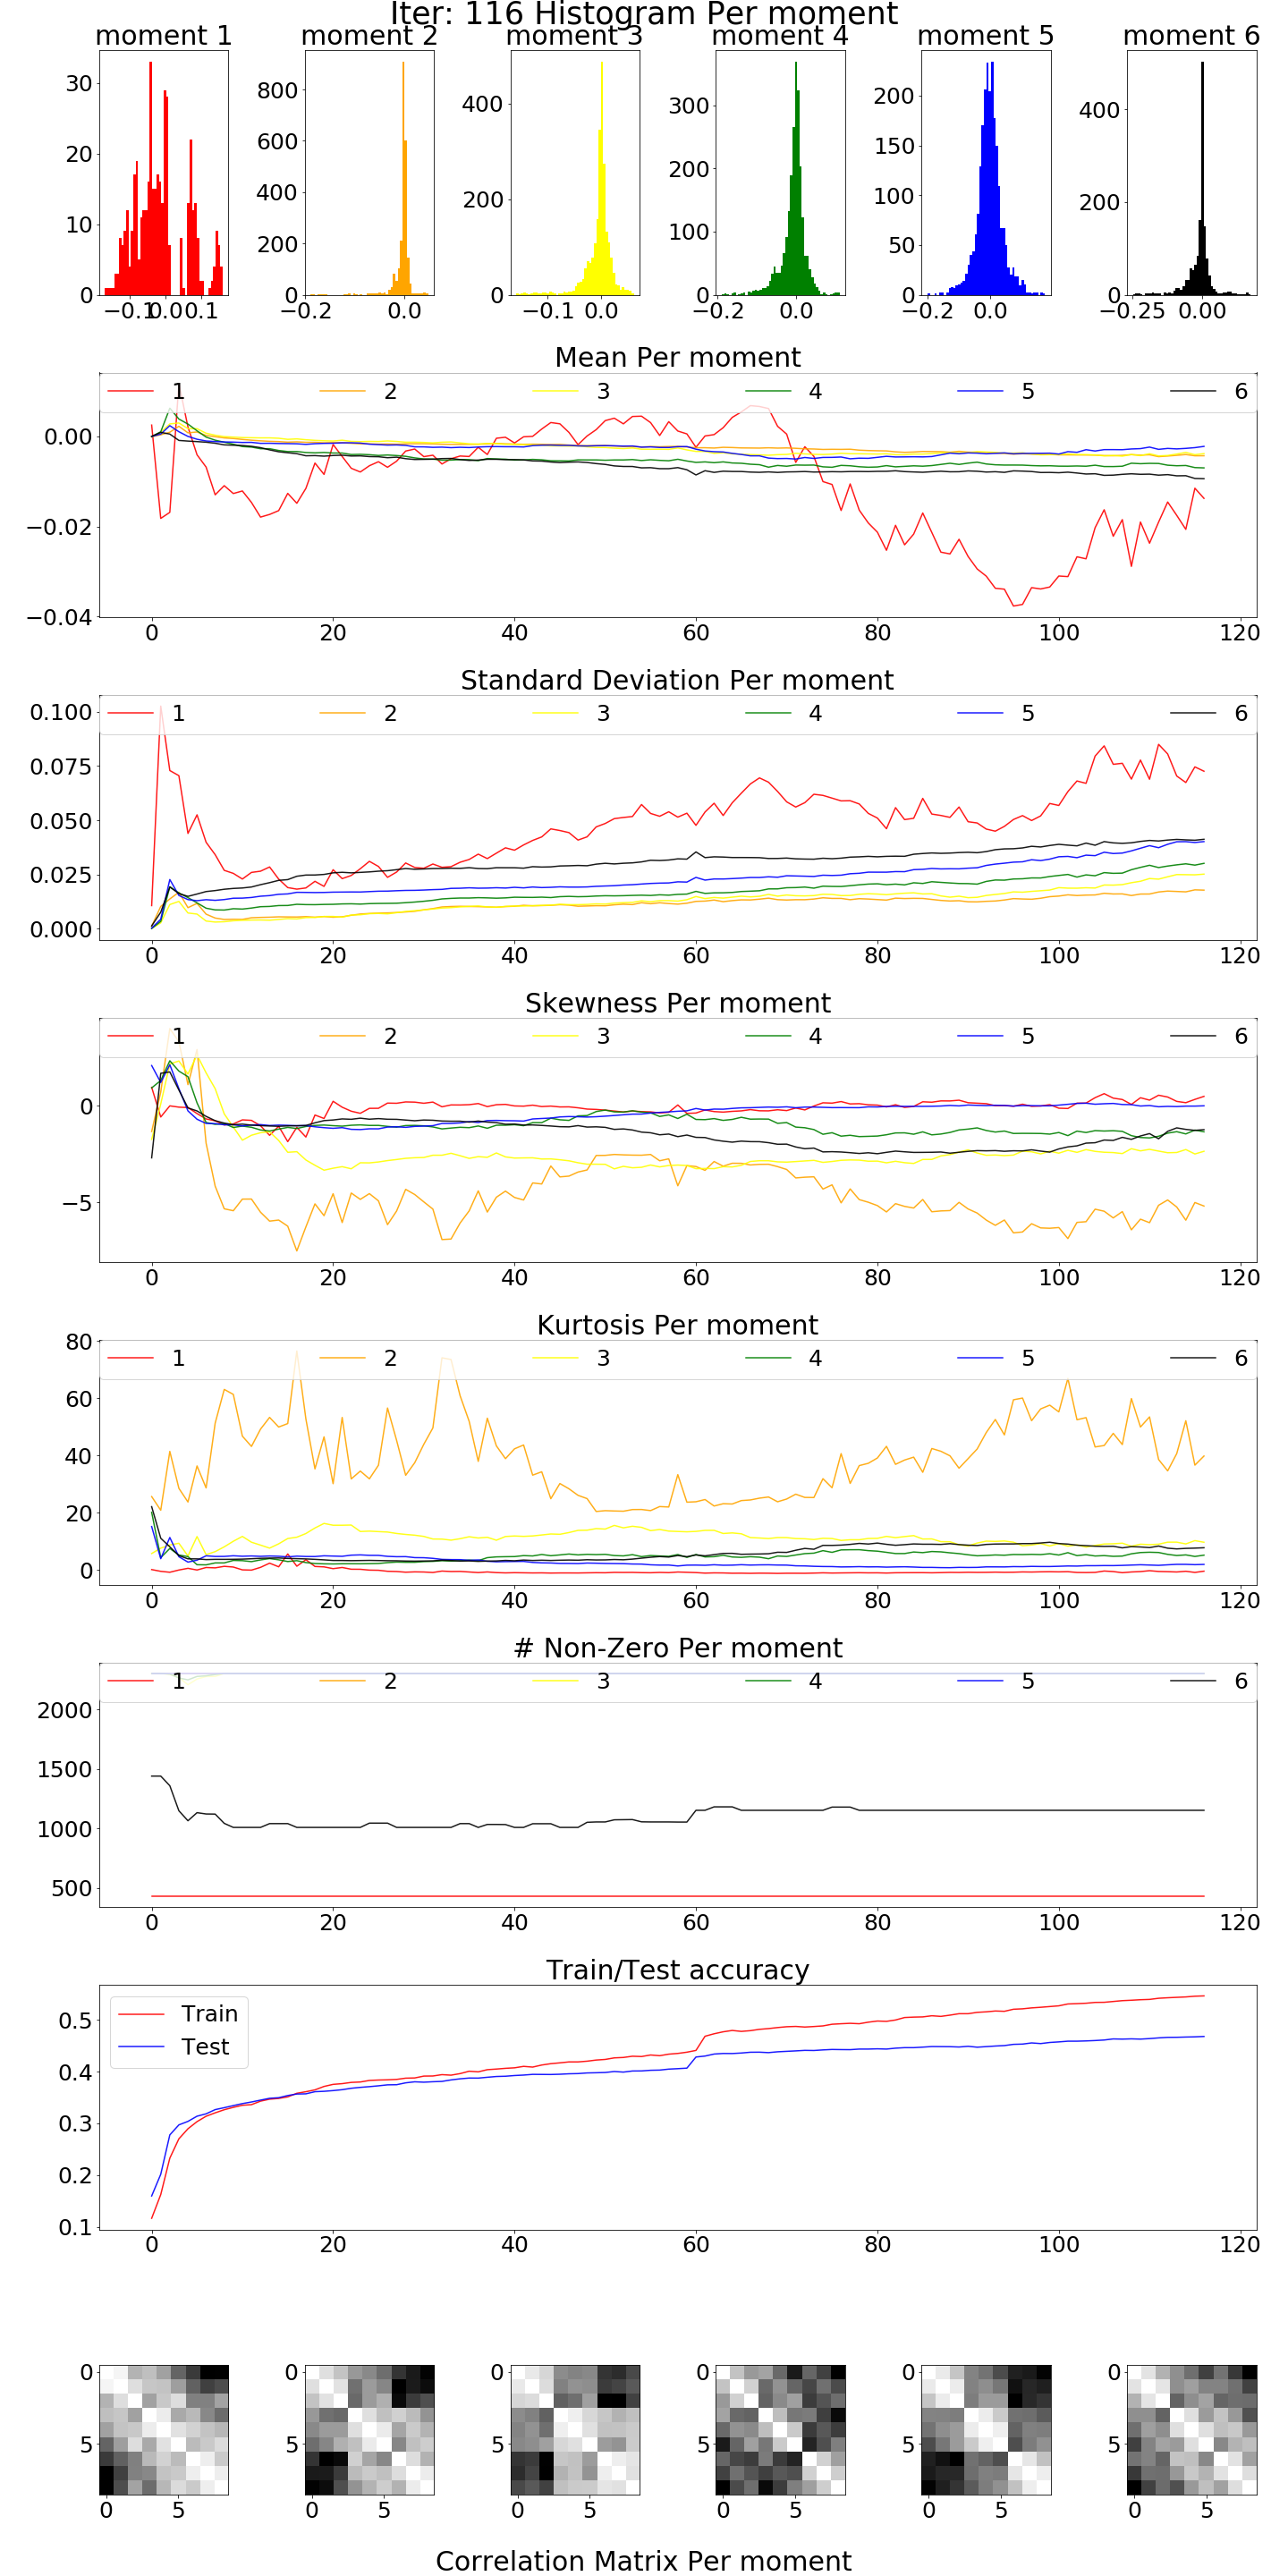 Iter: 116 Histogram Per moment
moment 1 moment 2 moment 3 moment 4 moment 5 moment 6
30 20 10 0
−0.1 0.0 0.1
800 600 400 200 0
−0.2 0.0
400 200 0
−0.1 0.0
300 200 100 0
−0.2 0.0
200 150 100 50 0
−0.2 0.0
400 200 0
−0.25 0.00
Mean Per moment
1 2 3 4 5 6
0.00
−0.02
−0.04
0 20 40 60 80 100 120
Standard Deviation Per moment
1 2 3 4 5 6
0.100
0.075
0.050
0.025
0.000
0 20 40 60 80 100 120
Skewness Per moment
1 2 3 4 5 6
0
−5
0 20 40 60 80 100 120
Kurtosis Per moment
80
1 2 3 4 5 6
60
40
20
0
0 20 40 60 80 100 120
# Non-Zero Per moment
1 2 3 4 5 6
2000
1500
1000
500
0 20 40 60 80 100 120
Train/Test accuracy
Train
Test
0.5
0.4
0.3
0.2
0.1
0 20 40 60 80 100 120
0 0 0 0 0 0
5 5 5 5 5 5
0 5 0 5 0 5 0 5 0 5 0 5
Correlation Matrix Per moment